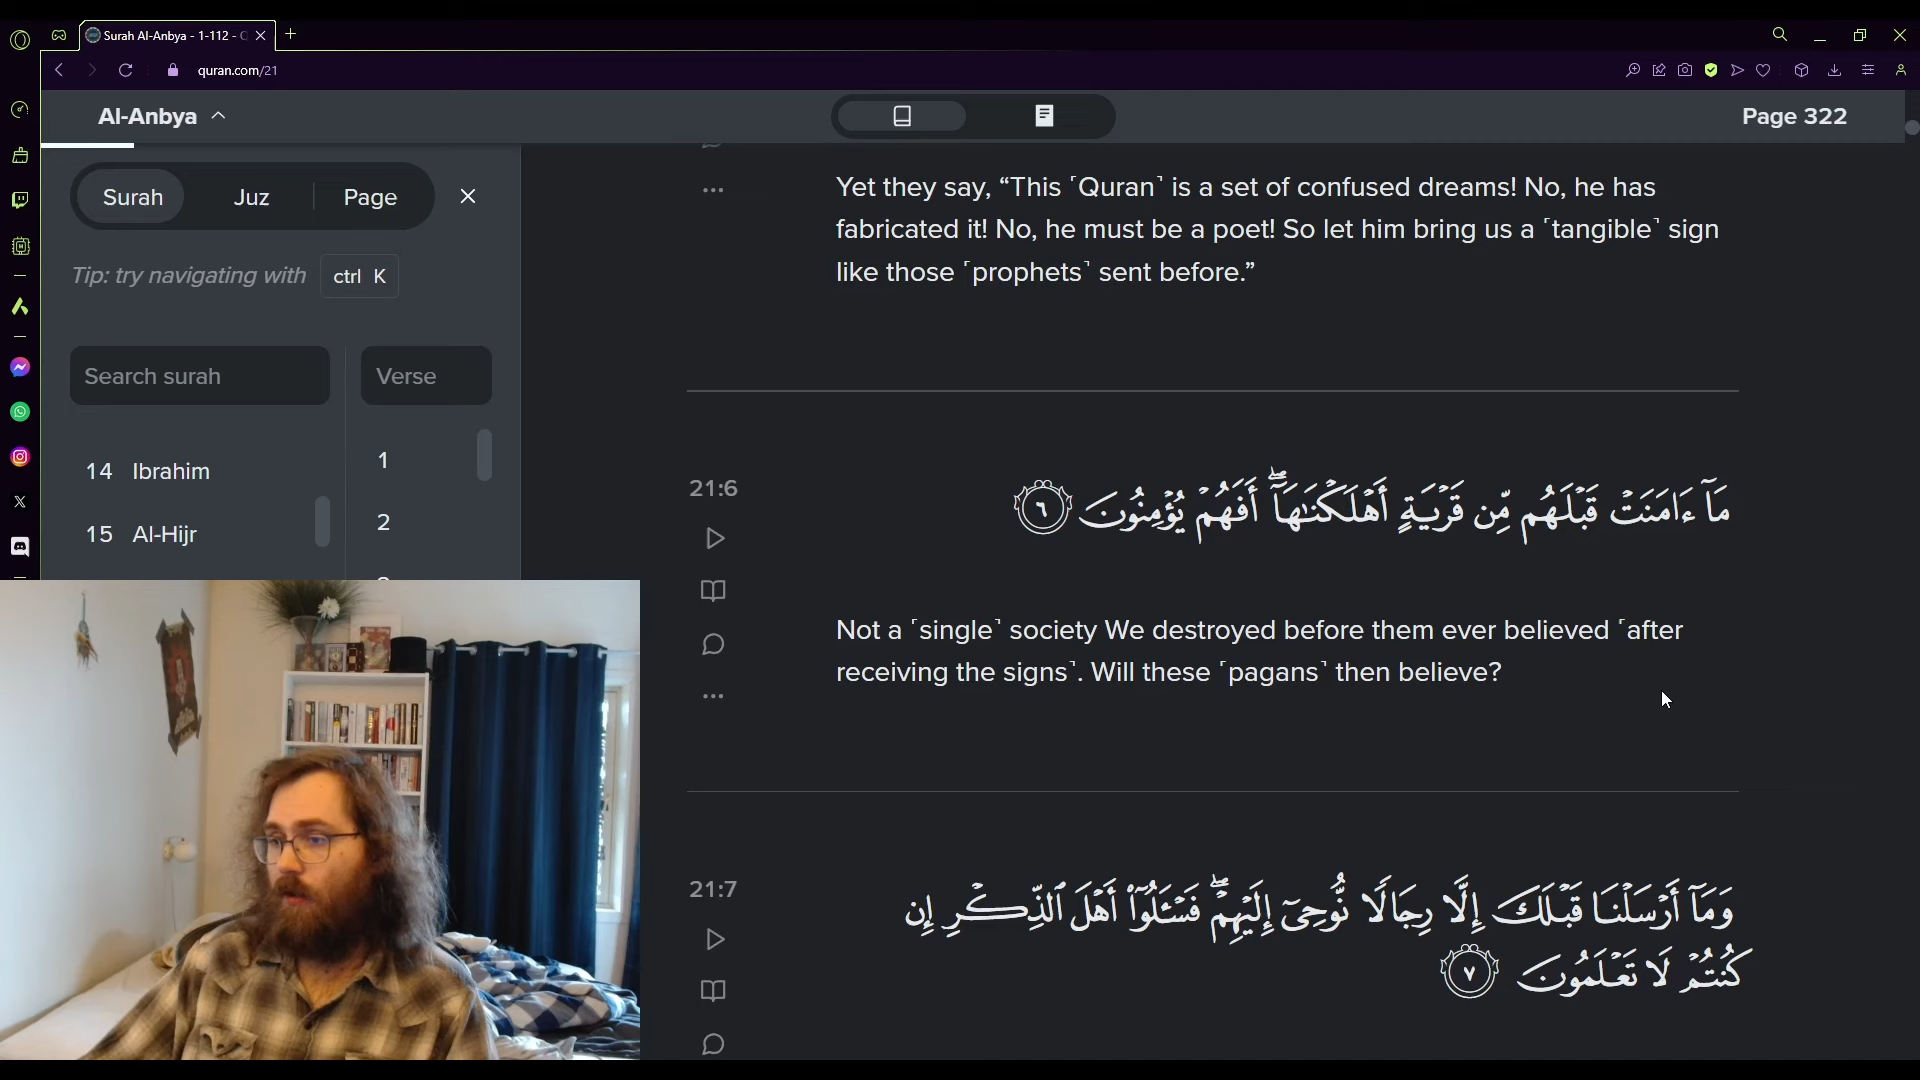 Surah Al-Anbya - 1-112 -
quran.com/21
Al-Anbya
Page 322
Surah
Juz
Page
Tip: try navigating with
ctrl K
Search surah
Verse
14 Ibrahim
15 Al-Hijr
1
2
Yet they say, “This ˹Quran˺ is a set of confused dreams! No, he has
fabricated it! No, he must be a poet! So let him bring us a ˹tangible˺ sign
like those ˹prophets˺ sent before.”
21:6
مَآ ءَامَنَتْ قَبْلَهُم مِّن قَرْيَةٍ أَهْلَكْنَـٰهَآ ۖ أَفَهُمْ يُؤْمِنُونَ ٦
Not a ˹single˺ society We destroyed before them ever believed ˹after
receiving the signs˺. Will these ˹pagans˺ then believe?
21:7
وَمَآ أَرْسَلْنَا قَبْلَكَ إِلَّا رِجَالًا نُّوحِىٓ إِلَيْهِمْ ۖ فَسْـَٔلُوٓا۟ أَهْلَ ٱلذِّكْرِ إِن
كُنتُمْ لَا تَعْلَمُونَ ٧